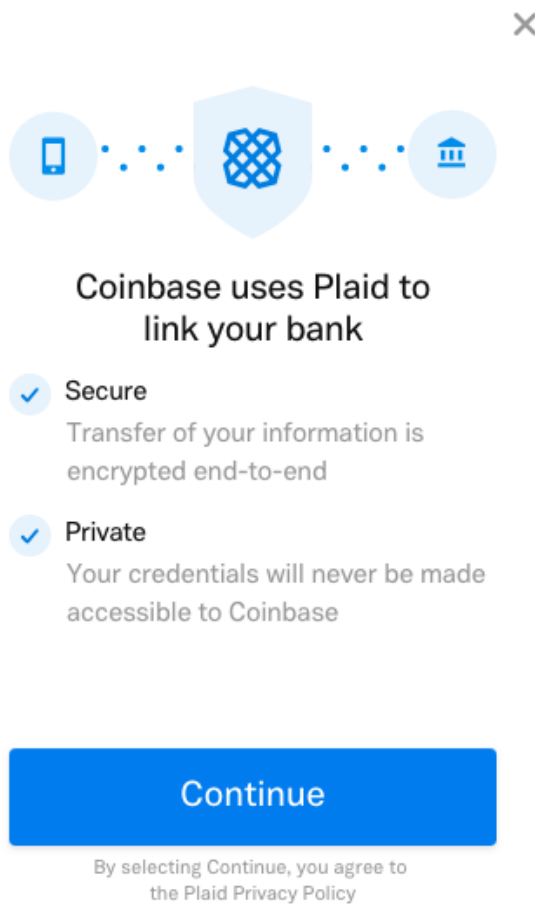 Coinbase uses Plaid to
link your bank
Secure
Transfer of your information is
encrypted end-to-end
Private
Your credentials will never be made
accessible to Coinbase
Continue
By selecting Continue, you agree to
the Plaid Privacy Policy